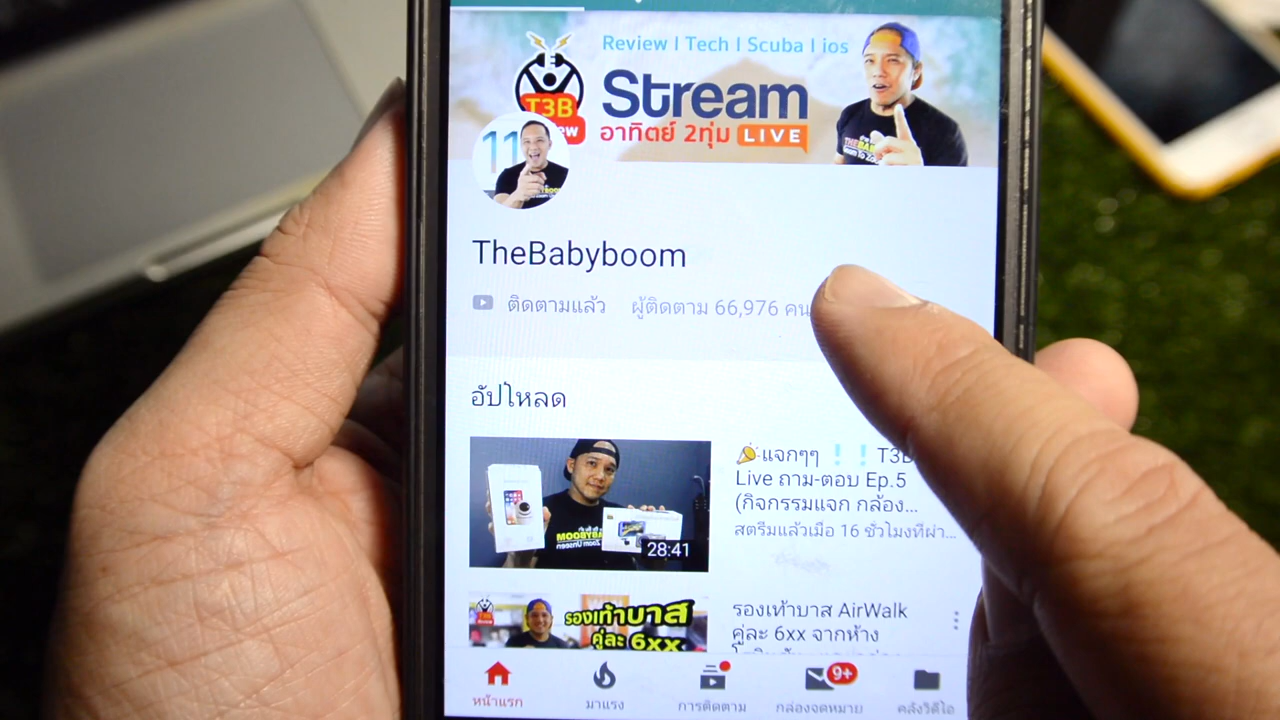 Review | Tech | Scuba | ios
T3B
Stream
อาทิตย์ 2ทุ่ม LIVE
11
TheBabyboom
ติดตามแล้ว ผู้ติดตาม 66,976 คน
อัปโหลด
แจกๆๆ ❕❕ T3B
Live ถาม-ตอบ Ep.5
(กิจกรรมแจก กล้อง...
สตรีมแล้วเมื่อ 16 ชั่วโมงที่ผ่า...
28:41
รองเท้าบาส
คู่ละ 6xx
รองเท้าบาส AirWalk
คู่ละ 6xx จากห้าง
9+
หน้าแรก
มาแรง
การติดตาม
กล่องจดหมาย
คลังวิดีโอ